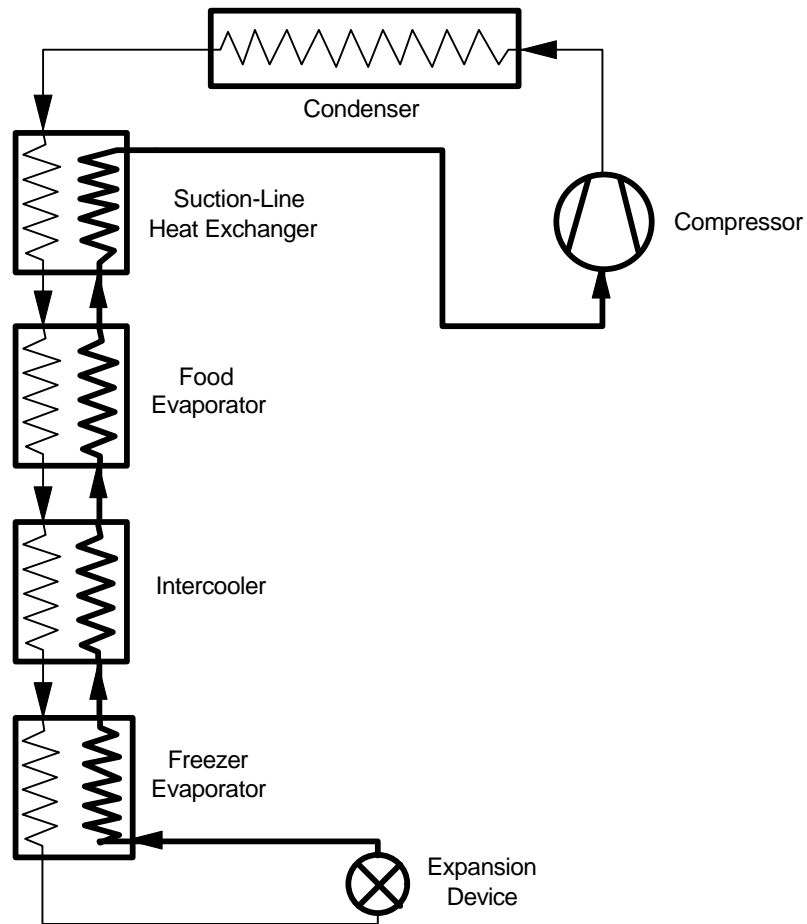 Condenser
Suction-Line
Heat Exchanger
Compressor
Food
Evaporator
Intercooler
Freezer
Evaporator
Expansion
Device